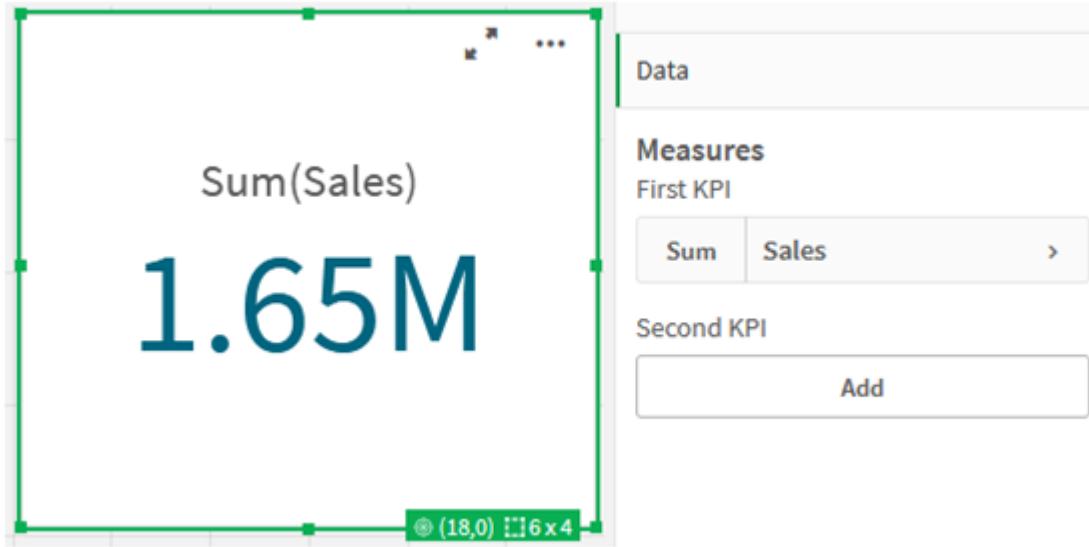 Sum(Sales)
1.65M
(18,0) 6 x 4
Data
Measures
First KPI
Sum Sales
Second KPI
Add